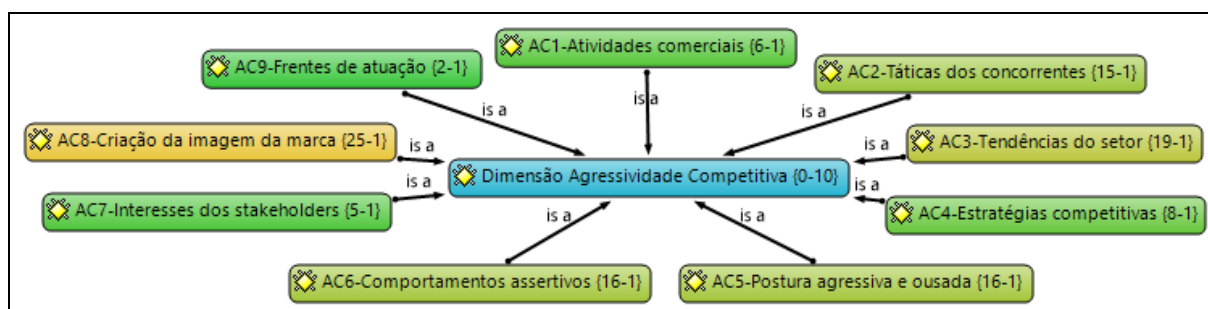 AC1-Atividades comerciais {6-1}
AC9-Frentes de atuação {2-1}
AC2-Táticas dos concorrentes {15-1}
is a
is a
is a
AC8-Criação da imagem da marca {25-1}
is a
is a
AC3-Tendências do setor {19-1}
Dimensão Agressividade Competitiva {0-10}
is a
is a
AC7-Interesses dos stakeholders {5-1}
AC4-Estratégias competitivas {8-1}
is a
is a
AC6-Comportamentos assertivos {16-1}
AC5-Postura agressiva e ousada {16-1}